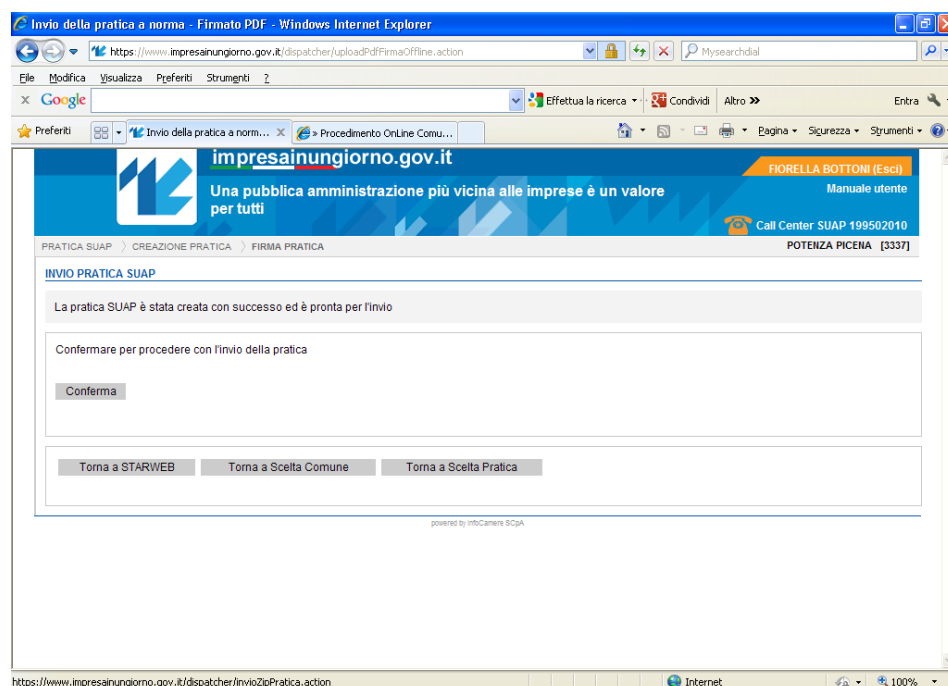 Invio della pratica a norma - Firmato PDF - Windows Internet Explorer
https://www.impresainungiorno.gov.it/dispatcher/uploadPdfFirmaOffline.action
Mysearchdial
File Modifica Visualizza Preferiti Strumenti ?
x Google Effettua la ricerca Condividi Altro >> Entra
Preferiti Invio della pratica a norm... X » Procedimento OnLine Comu... Pagina Sicurezza Strumenti
impresainungiorno.gov.it
FIORELLA BOTTONI (Esci)
Una pubblica amministrazione più vicina alle imprese è un valore per tutti
Manuale utente
Call Center SUAP 199502010
PRATICA SUAP > CREAZIONE PRATICA > FIRMA PRATICA
POTENZA PICENA [3337]
INVIO PRATICA SUAP
La pratica SUAP è stata creata con successo ed è pronta per l'invio
Confermare per procedere con l'invio della pratica
Conferma
Torna a STARWEB Torna a Scelta Comune Torna a Scelta Pratica
powered by InfoCamere SCpA
https://www.impresainungiorno.gov.it/dispatcher/invioZipPratica.action Internet 100%